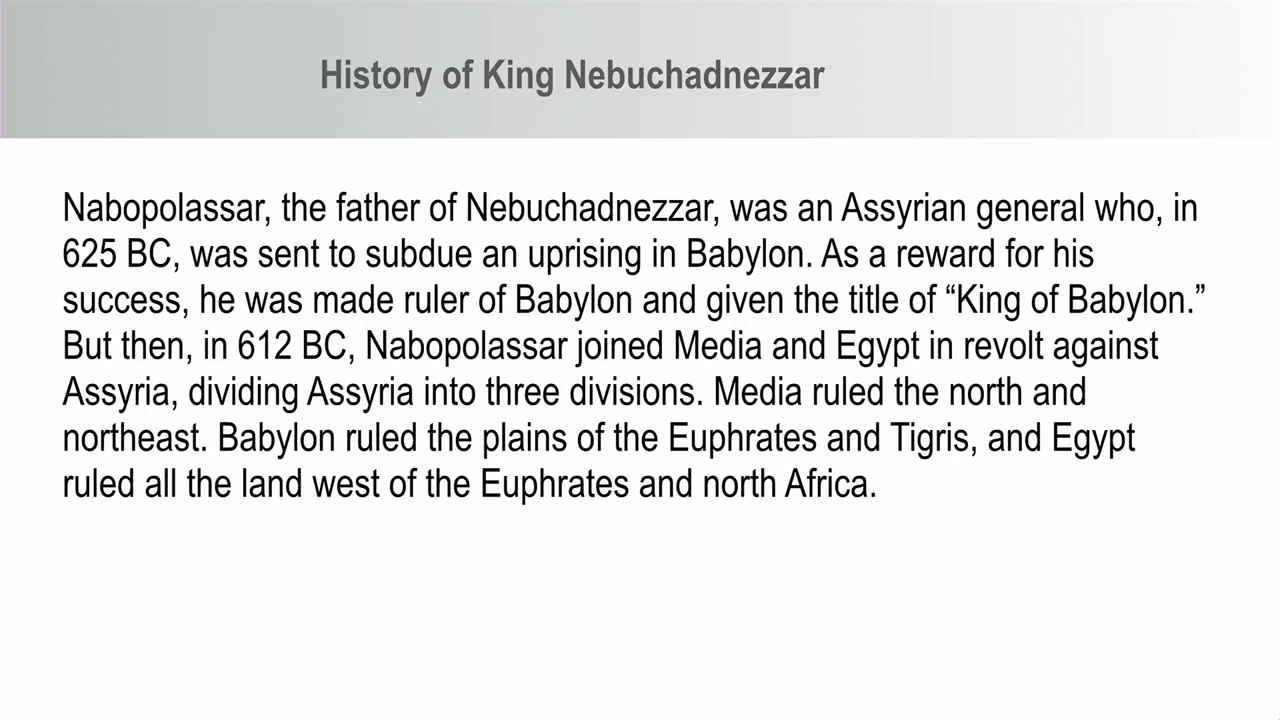 History of King Nebuchadnezzar
Nabopolassar, the father of Nebuchadnezzar, was an Assyrian general who, in
625 BC, was sent to subdue an uprising in Babylon. As a reward for his
success, he was made ruler of Babylon and given the title of “King of Babylon.”
But then, in 612 BC, Nabopolassar joined Media and Egypt in revolt against
Assyria, dividing Assyria into three divisions. Media ruled the north and
northeast. Babylon ruled the plains of the Euphrates and Tigris, and Egypt
ruled all the land west of the Euphrates and north Africa.